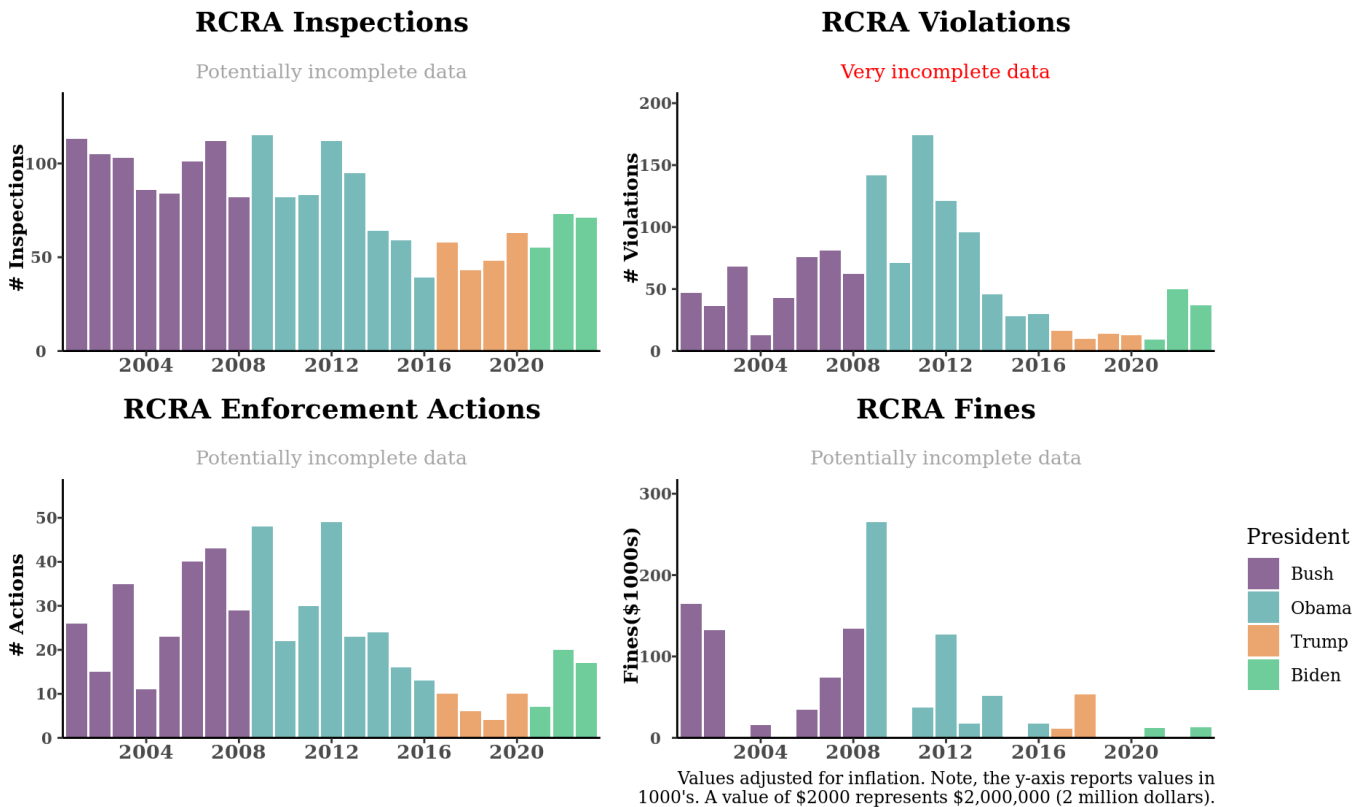 RCRA Inspections
Potentially incomplete data
# Inspections
100
50
0
2004 2008 2012 2016 2020
RCRA Violations
Very incomplete data
# Violations
200
150
100
50
0
2004 2008 2012 2016 2020
RCRA Enforcement Actions
Potentially incomplete data
# Actions
50
40
30
20
10
0
2004 2008 2012 2016 2020
RCRA Fines
Potentially incomplete data
Fines($1000s)
300
200
100
0
2004 2008 2012 2016 2020
Values adjusted for inflation. Note, the y-axis reports values in
1000's. A value of $2000 represents $2,000,000 (2 million dollars).
President
Bush
Obama
Trump
Biden